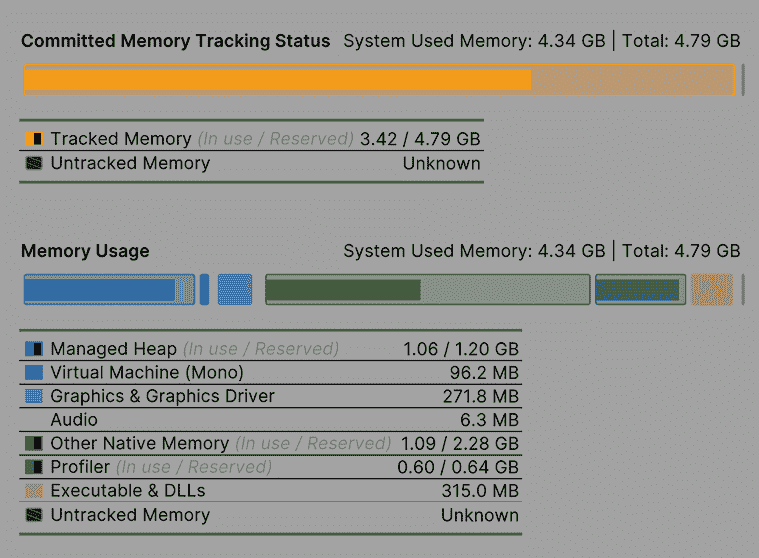 Committed Memory Tracking Status System Used Memory: 4.34 GB | Total: 4.79 GB
Tracked Memory (In use / Reserved) 3.42 / 4.79 GB
Untracked Memory Unknown
Memory Usage System Used Memory: 4.34 GB | Total: 4.79 GB
Managed Heap (In use / Reserved) 1.06 / 1.20 GB
Virtual Machine (Mono) 96.2 MB
Graphics & Graphics Driver 271.8 MB
Audio 6.3 MB
Other Native Memory (In use / Reserved) 1.09 / 2.28 GB
Profiler (In use / Reserved) 0.60 / 0.64 GB
Executable & DLLs 315.0 MB
Untracked Memory Unknown